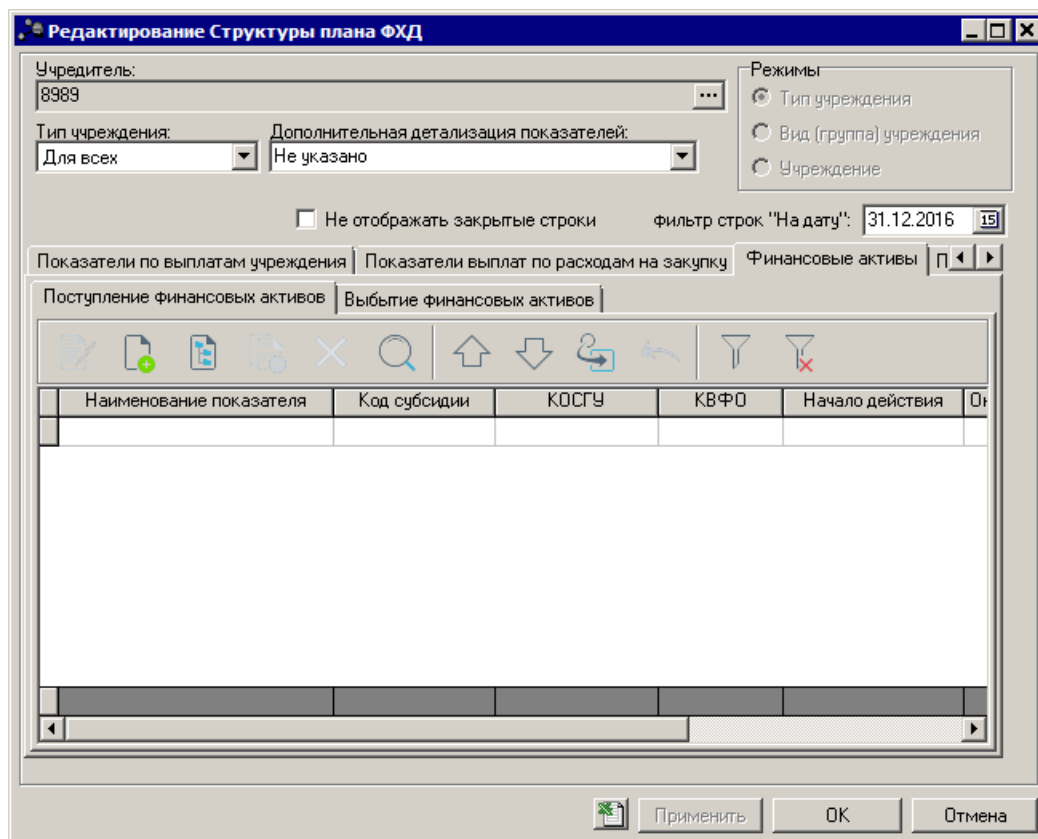 Редактирование Структуры плана ФХД
Учредитель:
8989
Режимы
Тип учреждения
Вид (группа) учреждения
Учреждение
Тип учреждения:
Дополнительная детализация показателей:
Для всех
Не указано
Не отображать закрытые строки
фильтр строк "На дату":
31.12.2016
15
Показатели по выплатам учреждения
Показатели выплат по расходам на закупку
Финансовые активы
П
Поступление финансовых активов
Выбытие финансовых активов
Наименование показателя
Код субсидии
КОСГУ
КВФО
Начало действия
Ок
Применить
ОК
Отмена